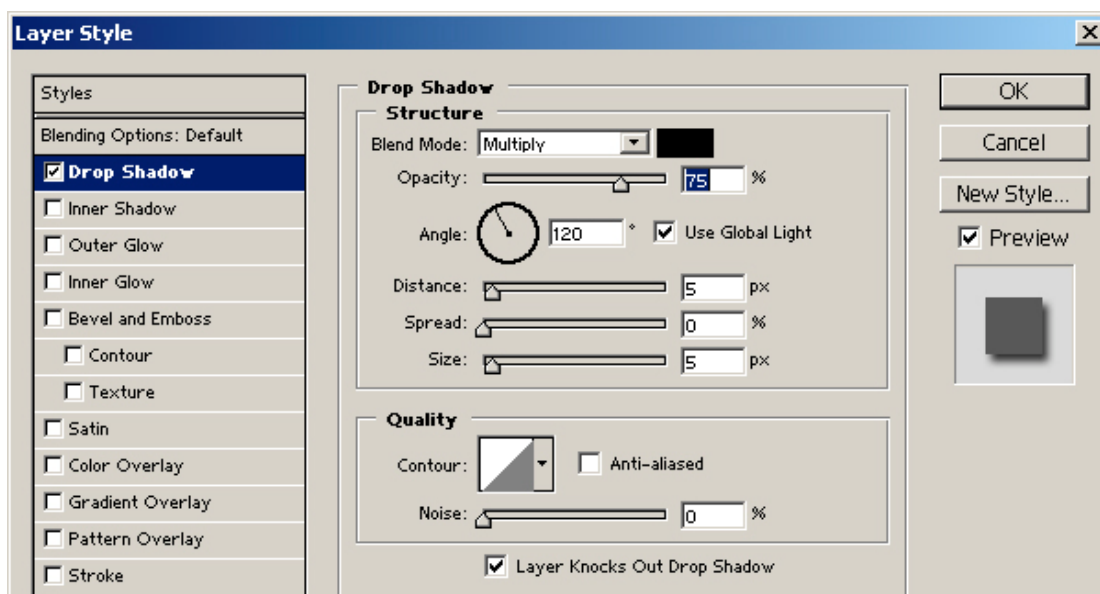 Layer Style
Styles
Blending Options: Default
Drop Shadow
Inner Shadow
Outer Glow
Inner Glow
Bevel and Emboss
Contour
Texture
Satin
Color Overlay
Gradient Overlay
Pattern Overlay
Stroke
Drop Shadow
Structure
Blend Mode: Multiply
Opacity: 75 %
Angle: 120 ° Use Global Light
Distance: 5 px
Spread: 0 %
Size: 5 px
Quality
Contour: Anti-aliased
Noise: 0 %
Layer Knocks Out Drop Shadow
OK
Cancel
New Style...
Preview